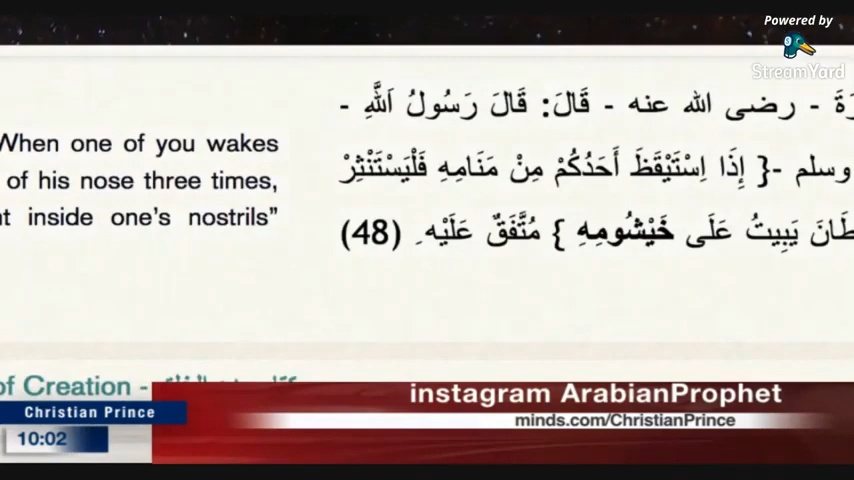 Powered by
StreamYard
رَةَ - رضى الله عنه - قَالَ: قَالَ رَسُولُ اَللَّهِ -
وسلم -{ إِذَا اِسْتَيْقَظَ أَحَدُكُمْ مِنْ مَنَامِهِ فَلْيَسْتَنْثِرْ
طَانَ يَبِيتُ عَلَى خَيْشُومِهِ } مُتَّفَقٌ عَلَيْهِ ِ (48)
When one of you wakes
of his nose three times,
nt inside one's nostrils”
of Creation -
instagram ArabianProphet
minds.com/ChristianPrince
Christian Prince
10:02